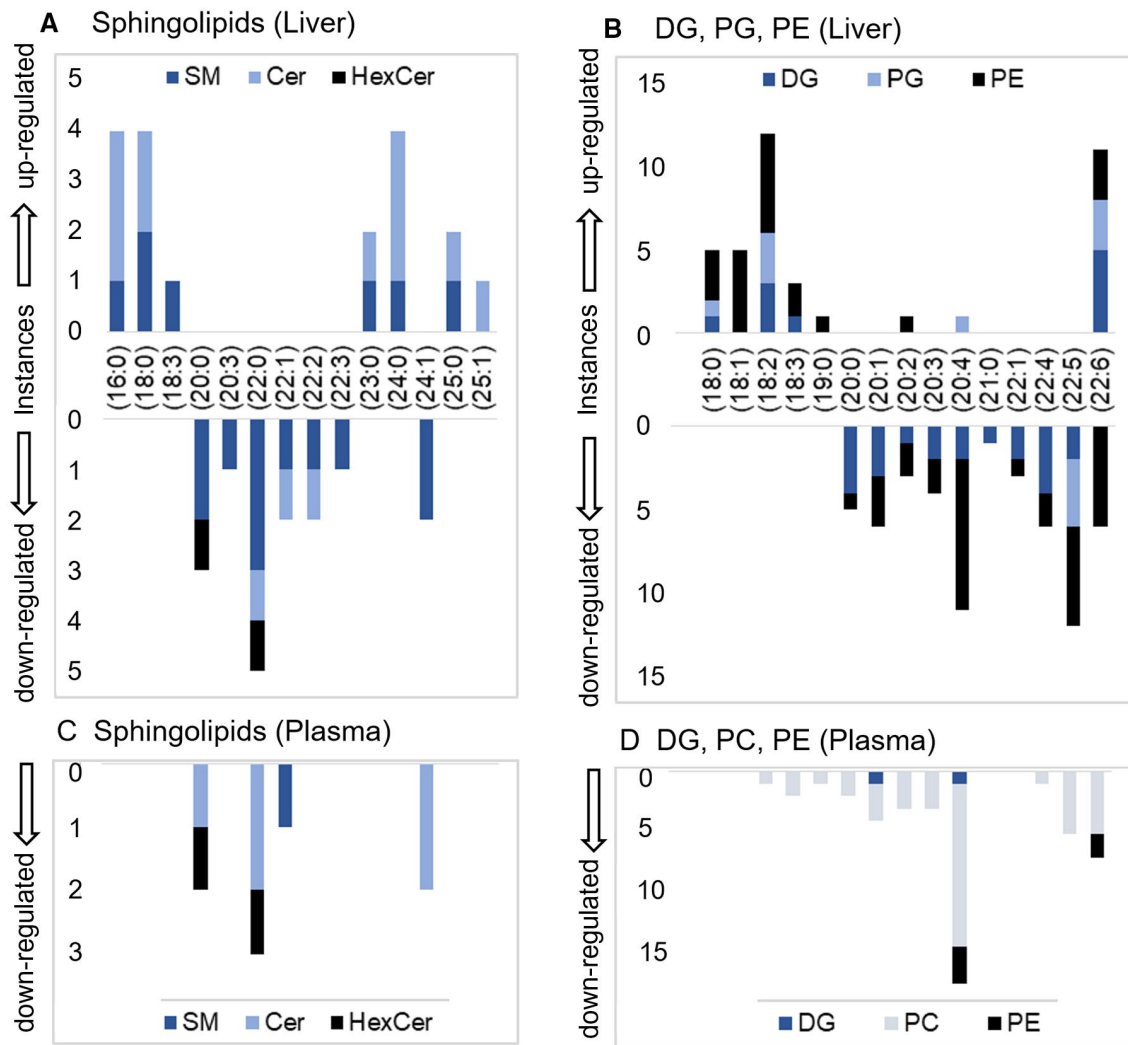 A Sphingolipids (Liver)
up-regulated
Instances
down-regulated
SM Cer HexCer
5
4
3
2
1
0
(16:0) (18:0) (18:3) (20:0) (20:3) (22:0) (22:1) (22:2) (22:3) (23:0) (24:0) (24:1) (25:0) (25:1)
0
1
2
3
4
5
B DG, PG, PE (Liver)
up-regulated
Instances
down-regulated
DG PG PE
15
10
5
0
(18:0) (18:1) (18:2) (18:3) (19:0) (20:0) (20:1) (20:2) (20:3) (20:4) (21:0) (22:1) (22:4) (22:5) (22:6)
0
5
10
15
C Sphingolipids (Plasma)
down-regulated
0
1
2
3
SM Cer HexCer
D DG, PC, PE (Plasma)
down-regulated
0
5
10
15
DG PC PE